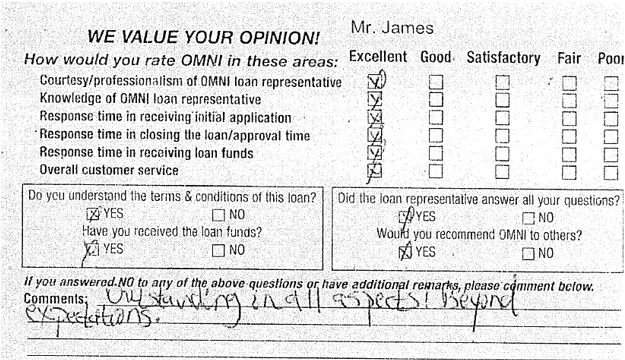 Mr. James
WE VALUE YOUR OPINION!
How would you rate OMNI in these areas: Excellent Good Satisfactory Fair Poor
Courtesy/professionalism of OMNI loan representative
Knowledge of OMNI loan representative
Response time in receiving initial application
Response time in closing the loan/approval time
Response time in receiving loan funds
Overall customer service
Do you understand the terms & conditions of this loan?
YES NO
Have you received the loan funds?
YES NO
Did the loan representative answer all your questions?
YES NO
Would you recommend OMNI to others?
YES NO
If you answered NO to any of the above questions or have additional remarks, please comment below.
Comments: Outstanding in all aspects! Beyond
expectations.